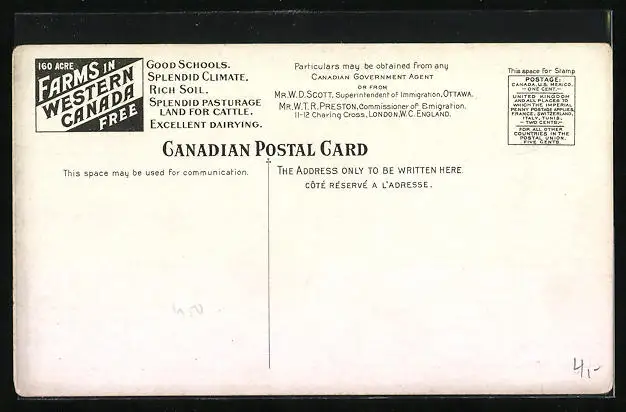 160 ACRE
FARMS IN
WESTERN
CANADA
FREE
GOOD SCHOOLS.
SPLENDID CLIMATE.
RICH SOIL.
SPLENDID PASTURAGE
LAND FOR CATTLE.
EXCELLENT DAIRYING.
Particulars may be obtained from any
CANADIAN GOVERNMENT AGENT
OR FROM
MR.W.D.SCOTT, Superintendent of Immigration, OTTAWA.
MR.W.T.R.PRESTON, Commissioner of Emigration.
11-12 Charing Cross, LONDON, W.C. ENGLAND.
This space for Stamp
POSTAGE:
CANADA, U.S. MEXICO.
–ONE CENT.–
UNITED KINGDOM
AND ALL PLACES TO
WHICH THE IMPERIAL
PENNY POSTAGE APPLIES,
FRANCE, SWITZERLAND,
ITALY, TUNIS.
–TWO CENTS–
FOR ALL OTHER
COUNTRIES IN THE
POSTAL UNION.
FIVE CENTS.
CANADIAN POSTAL CARD
This space may be used for communication.
THE ADDRESS ONLY TO BE WRITTEN HERE.
CÔTÉ RÉSERVÉ A L'ADRESSE.
4,-